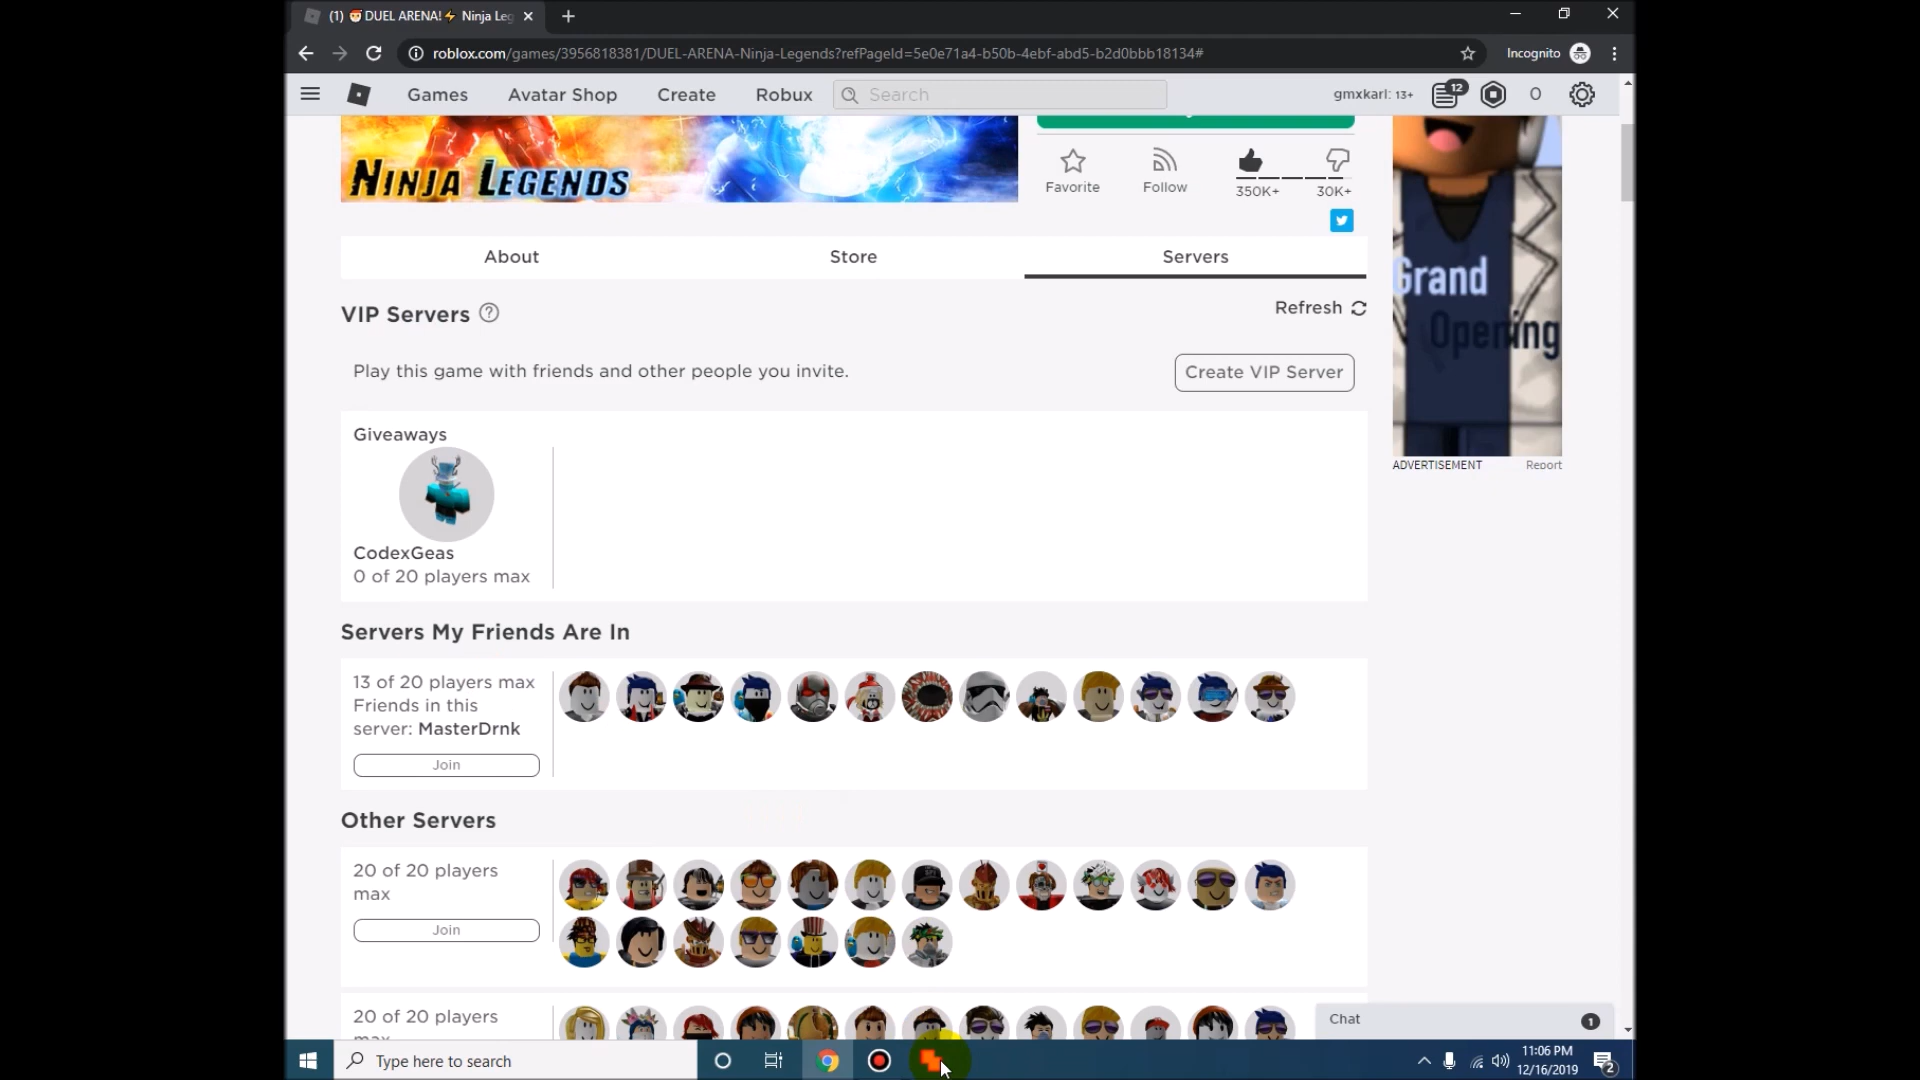 (1) 🎅DUEL ARENA!⚡ Ninja Leg
roblox.com/games/3956818381/DUEL-ARENA-Ninja-Legends?refPageId=5e0e71a4-b50b-4ebf-abd5-b2d0bbb18134#
Incognito
Games
Avatar Shop
Create
Robux
Search
gmxkarl: 13+
12
0
NINJA LEGENDS
Favorite
Follow
350K+
30K+
About
Store
Servers
VIP Servers
Refresh
Play this game with friends and other people you invite.
Create VIP Server
Grand
Opening
ADVERTISEMENT
Report
Giveaways
CodexGeas
0 of 20 players max
Servers My Friends Are In
13 of 20 players max
Friends in this
server: MasterDrnk
Join
Other Servers
20 of 20 players
max
Join
20 of 20 players
max
Chat
1
Type here to search
11:06 PM
12/16/2019
2